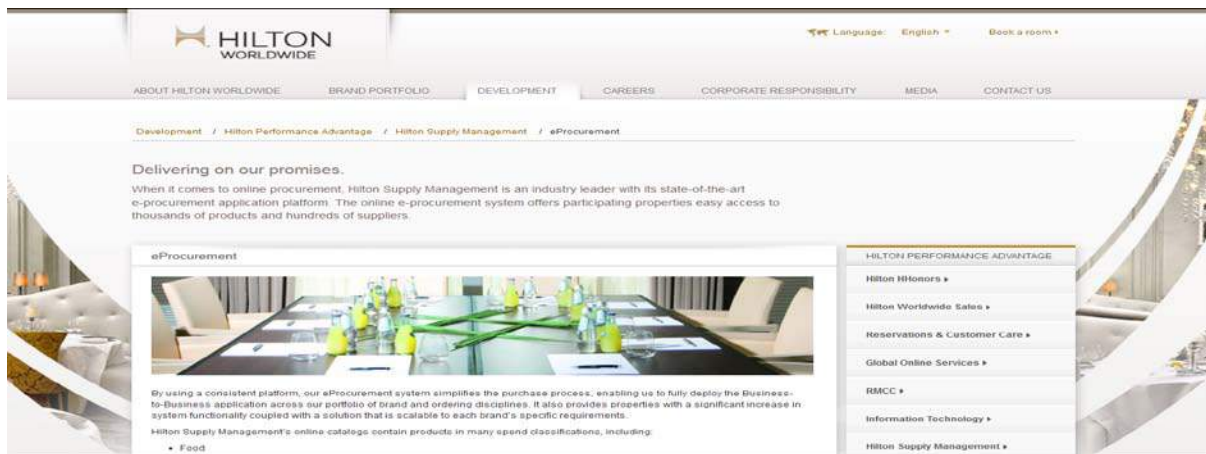 HILTON
WORLDWIDE
Language: English Book a room
ABOUT HILTON WORLDWIDE BRAND PORTFOLIO DEVELOPMENT CAREERS CORPORATE RESPONSIBILITY MEDIA CONTACT US
Development / Hilton Performance Advantage / Hilton Supply Management / eProcurement
Delivering on our promises.
When it comes to online procurement, Hilton Supply Management is an industry leader with its state-of-the-art
e-procurement application platform. The online e-procurement system offers participating properties easy access to
thousands of products and hundreds of suppliers.
eProcurement
By using a consistent platform, our eProcurement system simplifies the purchase process, enabling us to fully deploy the Business-
to-Business application across our portfolio of brand and ordering disciplines. It also provides properties with a significant increase in
system functionality coupled with a solution that is scalable to each brand's specific requirements.
Hilton Supply Management's online catalogs contain products in many spend classifications, including:
• Food
HILTON PERFORMANCE ADVANTAGE
Hilton HHonors
Hilton Worldwide Sales
Reservations & Customer Care
Global Online Services
RMCC
Information Technology
Hilton Supply Management